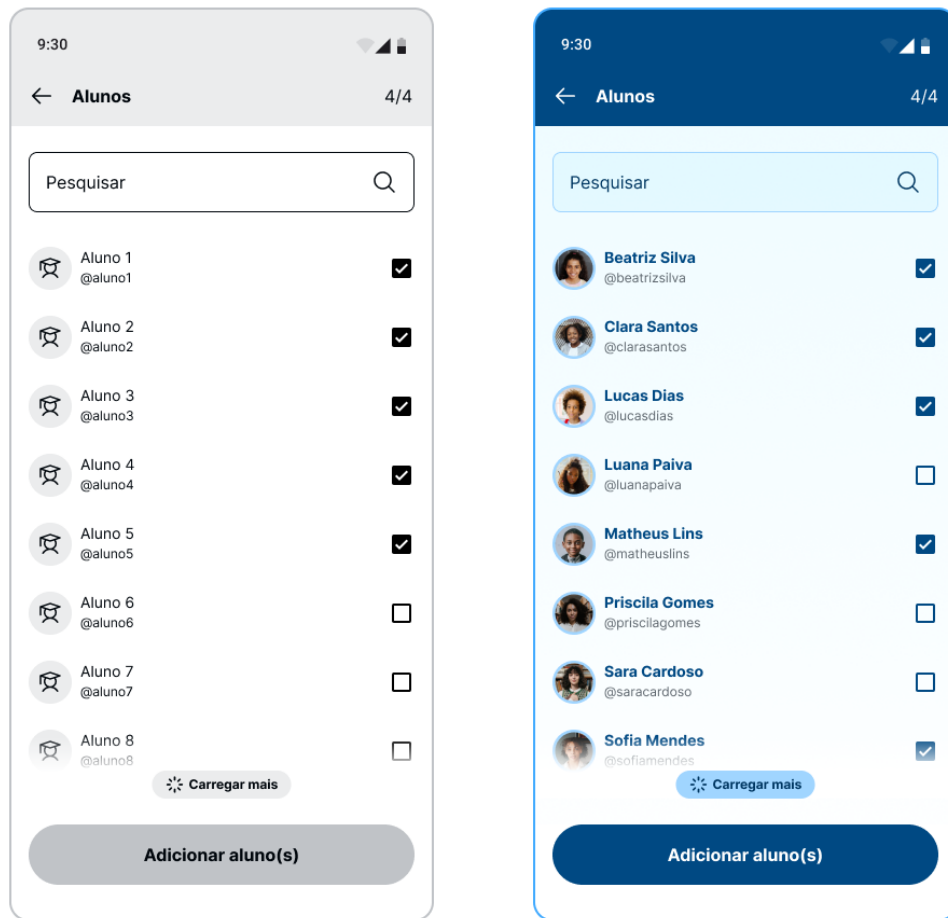 9:30
Alunos 4/4
Pesquisar
Aluno 1
@aluno1
Aluno 2
@aluno2
Aluno 3
@aluno3
Aluno 4
@aluno4
Aluno 5
@aluno5
Aluno 6
@aluno6
Aluno 7
@aluno7
Aluno 8
@aluno8
Carregar mais
Adicionar aluno(s)
9:30
Alunos 4/4
Pesquisar
Beatriz Silva
@beatrizsilva
Clara Santos
@clarasantos
Lucas Dias
@lucasdias
Luana Paiva
@luanapaiva
Matheus Lins
@matheuslins
Priscila Gomes
@priscilagomes
Sara Cardoso
@saracardoso
Sofia Mendes
@sofiamendes
Carregar mais
Adicionar aluno(s)